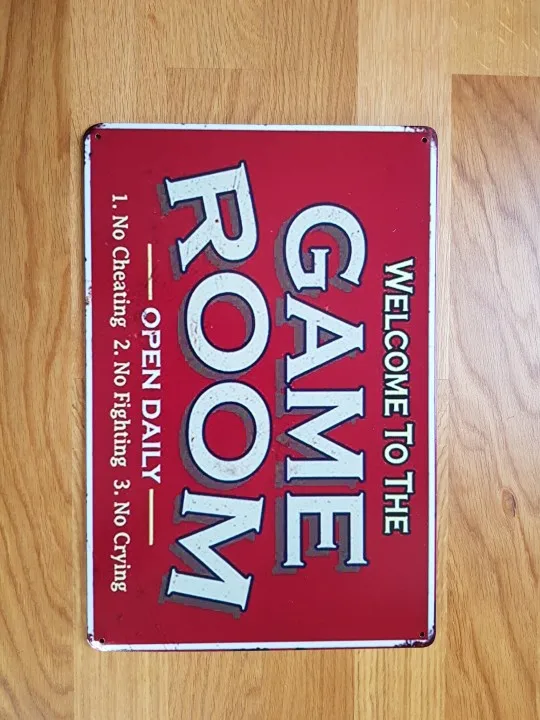 WELCOME TO THE
GAME
ROOM
OPEN DAILY
1. No Cheating 2. No Fighting 3. No Crying